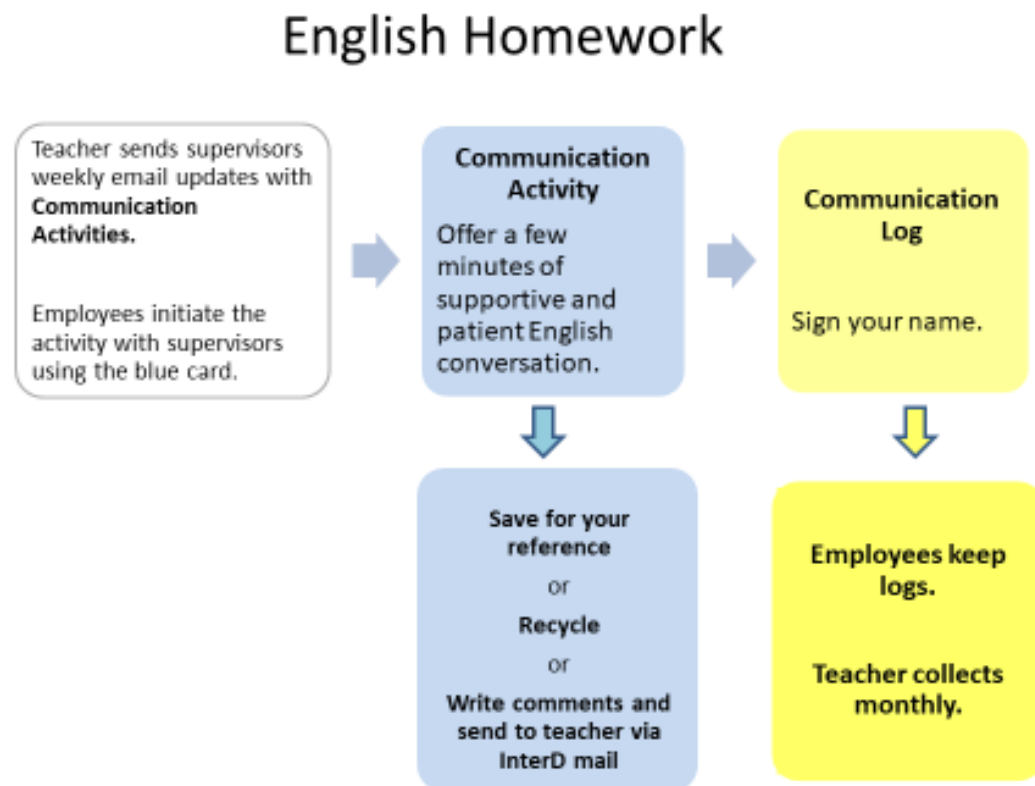 English Homework
Teacher sends supervisors
weekly email updates with
Communication
Activities.
Employees initiate the
activity with supervisors
using the blue card.
Communication
Activity
Offer a few
minutes of
supportive and
patient English
conversation.
Communication
Log
Sign your name.
Save for your
reference
or
Recycle
or
Write comments and
send to teacher via
InterD mail
Employees keep
logs.
Teacher collects
monthly.